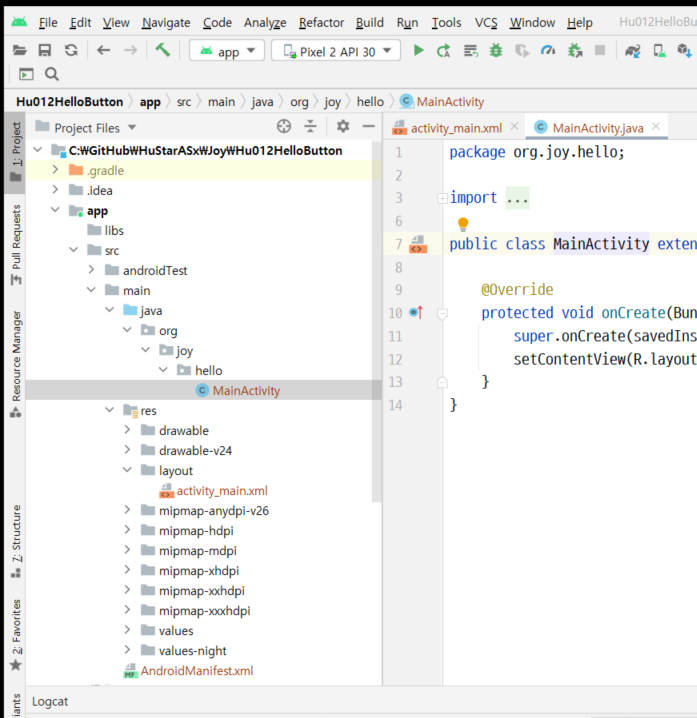 File Edit View Navigate Code Analyze Refactor Build Run Tools VCS Window Help Hu012HelloBu
app Pixel 2 API 30
Hu012HelloButton app src main java org joy hello MainActivity
1: Project
Pull Requests
Resource Manager
7: Structure
2: Favorites
iants
Project Files
C:₩GitHub₩HuStarASx₩Joy₩Hu012HelloButton
.gradle
.idea
app
libs
src
androidTest
main
java
org
joy
hello
MainActivity
res
drawable
drawable-v24
layout
activity_main.xml
mipmap-anydpi-v26
mipmap-hdpi
mipmap-mdpi
mipmap-xhdpi
mipmap-xxhdpi
mipmap-xxxhdpi
values
values-night
AndroidManifest.xml
activity_main.xml MainActivity.java
1 package org.joy.hello;
2
3 import ...
6
7 public class MainActivity exten
8
9 @Override
10 protected void onCreate(Bun
11 super.onCreate(savedIns
12 setContentView(R.layout
13 }
14 }
Logcat